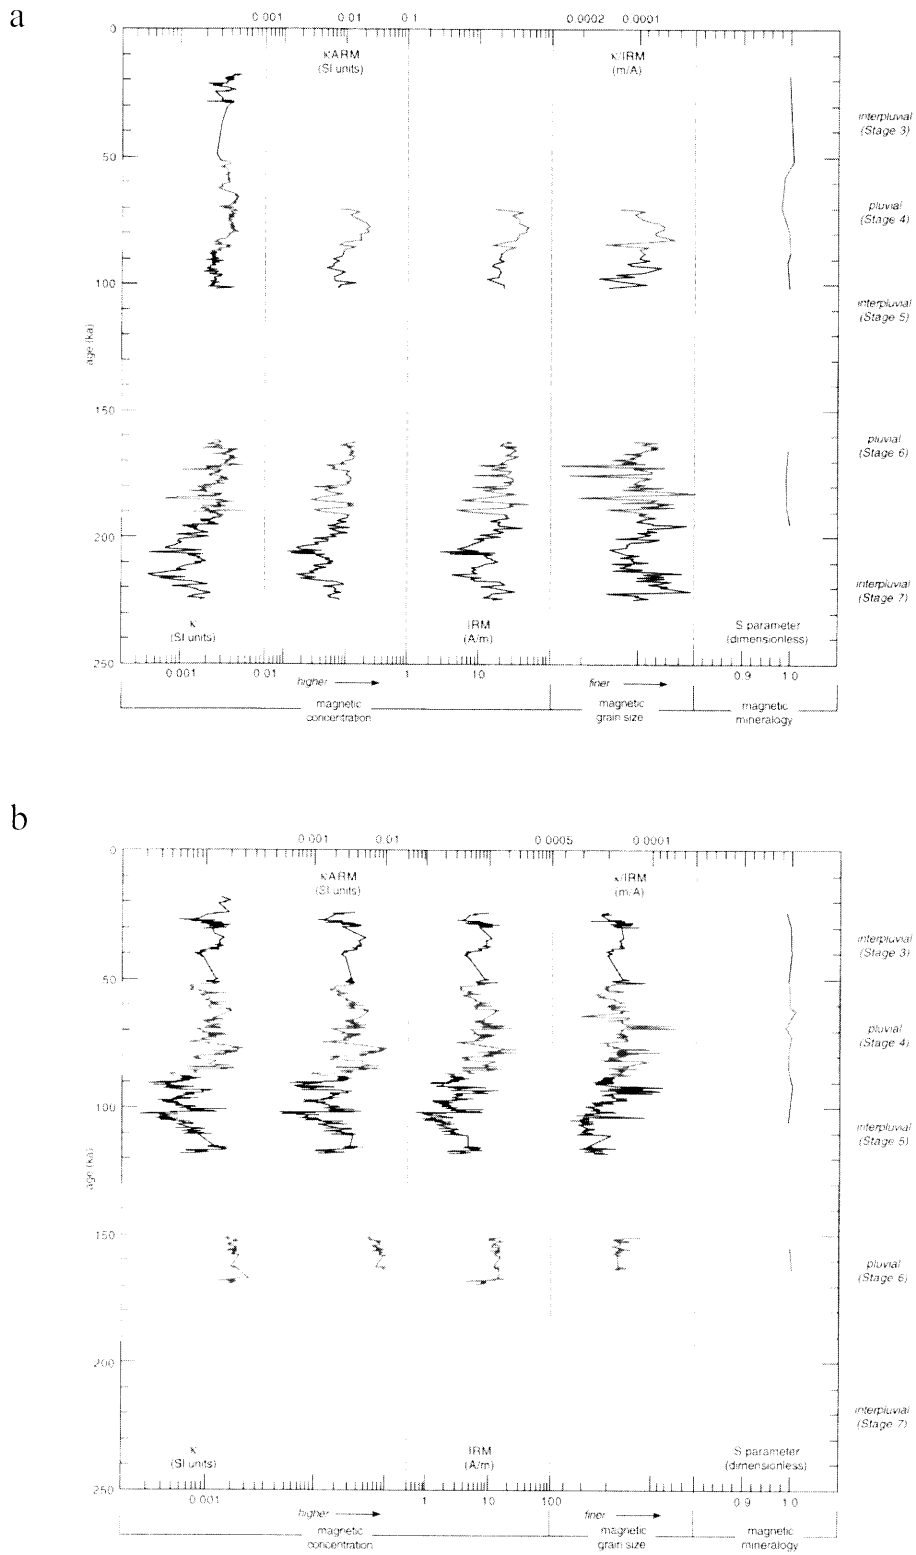 a
0.001 0.01 0.1 0.0002 0.0001
0
κARM κ/IRM
(SI units) (m/A)
interpluvial
(Stage 3)
50
pluvial
(Stage 4)
100
interpluvial
(Stage 5)
age (ka)
150
pluvial
(Stage 6)
200
interpluvial
(Stage 7)
κ IRM S parameter
(SI units) (A/m) (dimensionless)
250
0.001 0.01 1 10 0.9 1.0
higher finer
magnetic magnetic magnetic
concentration grain size mineralogy
b
0.001 0.01 0.0005 0.0001
0
κARM κ/IRM
(SI units) (m/A)
interpluvial
(Stage 3)
50
pluvial
(Stage 4)
100
interpluvial
(Stage 5)
age (ka)
150
pluvial
(Stage 6)
200
interpluvial
(Stage 7)
κ IRM S parameter
(SI units) (A/m) (dimensionless)
250
0.001 1 10 100 0.9 1.0
higher finer
magnetic magnetic magnetic
concentration grain size mineralogy